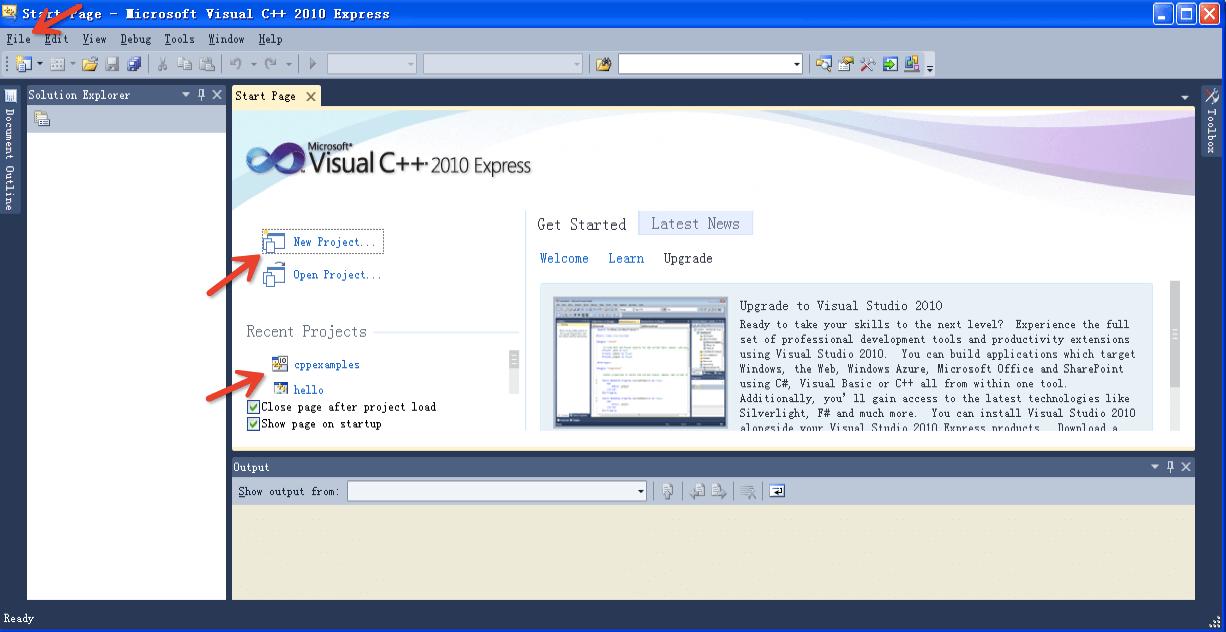 Start Page - Microsoft Visual C++ 2010 Express
File Edit View Debug Tools Window Help
Document Outline
Solution Explorer
Start Page
Toolbox
Microsoft®
Visual C++ 2010 Express
New Project...
Open Project...
Recent Projects
cppexamples
hello
Close page after project load
Show page on startup
Get Started
Latest News
Welcome Learn Upgrade
Upgrade to Visual Studio 2010
Ready to take your skills to the next level? Experience the full
set of professional development tools and productivity extensions
using Visual Studio 2010. You can build applications which target
Windows, the Web, Windows Azure, Microsoft Office and SharePoint
using C#, Visual Basic or C++ all from within one tool.
Additionally, you'll gain access to the latest technologies like
Silverlight, F# and much more. You can install Visual Studio 2010
alongside your Visual Studio 2010 Express products. Download a
Output
Show output from:
Ready